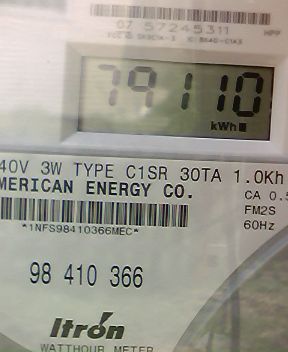 07 57245311
HPP
79110
kWh
40V 3W TYPE C1SR 30TA 1.0Kh
MERICAN ENERGY CO.
CA 0.5
FM2S
*1NFS98410366MEC*
60Hz
98 410 366
Itron
WATTHOUR METER